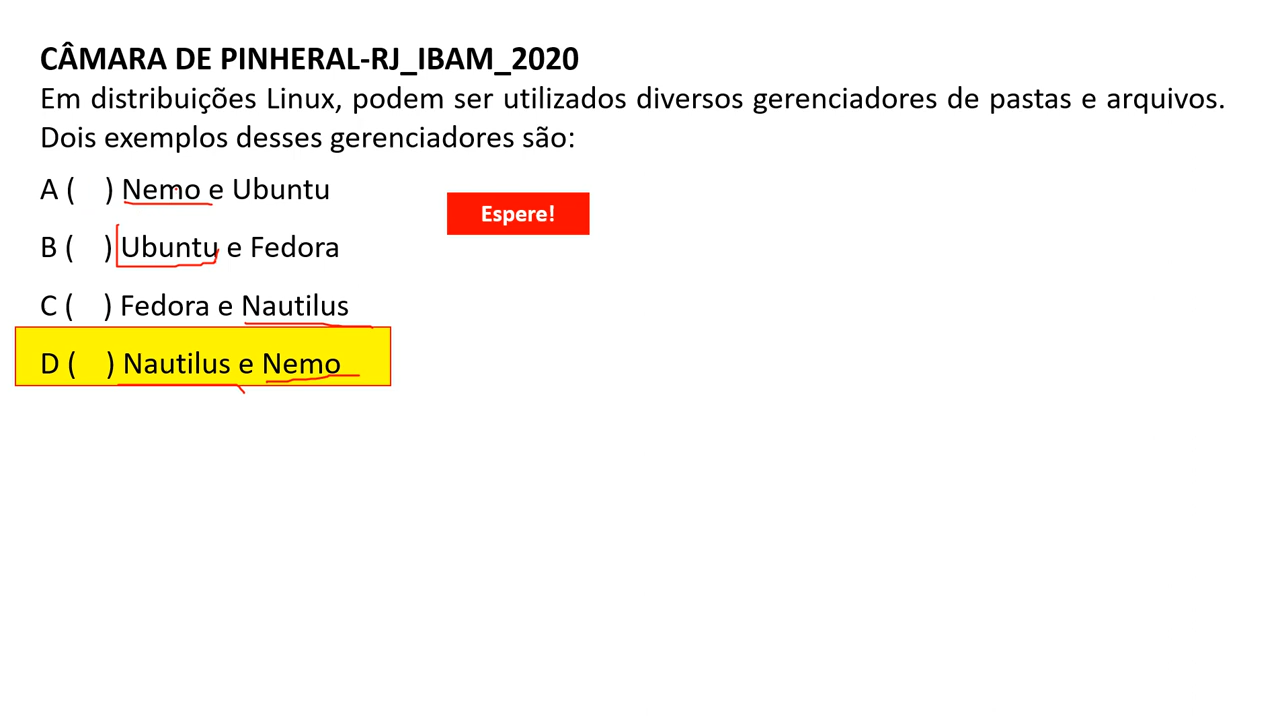 CÂMARA DE PINHERAL-RJ_IBAM_2020
Em distribuições Linux, podem ser utilizados diversos gerenciadores de pastas e arquivos.
Dois exemplos desses gerenciadores são:
A (    ) Nemo e Ubuntu
Espere!
B (    ) Ubuntu e Fedora
C (    ) Fedora e Nautilus
D (    ) Nautilus e Nemo